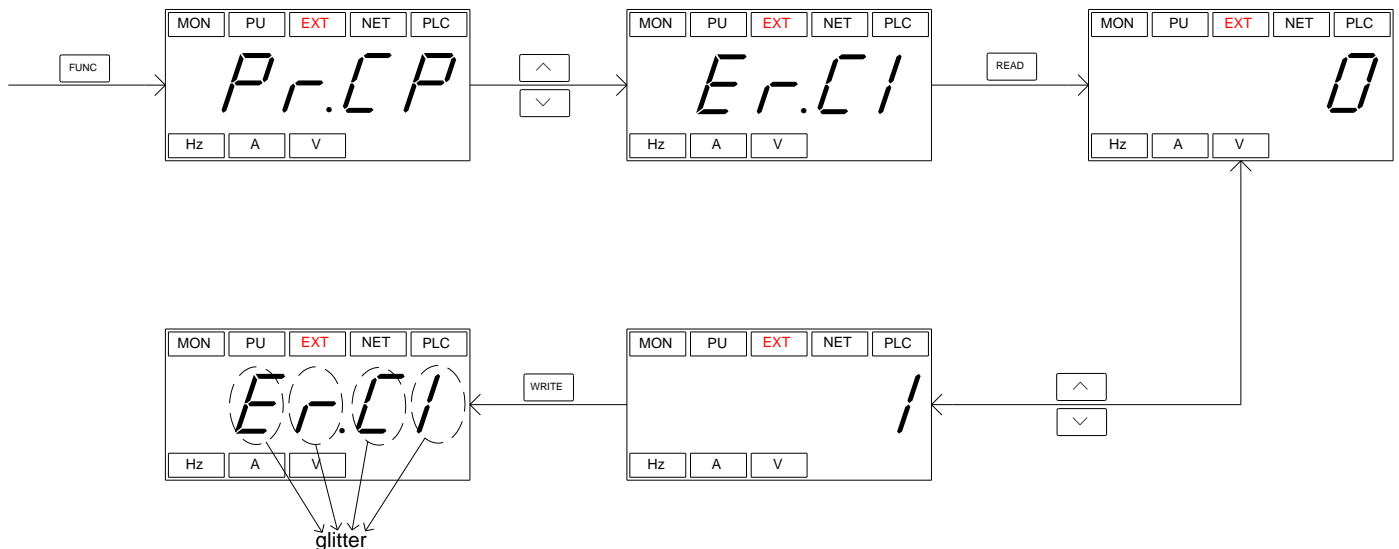 MON PU EXT NET PLC
Pr.CP
Hz A V
FUNC
MON PU EXT NET PLC
Er.C1
Hz A V
READ
MON PU EXT NET PLC
0
Hz A V
MON PU EXT NET PLC
Er.C1
Hz A V
WRITE
MON PU EXT NET PLC
1
Hz A V
glitter